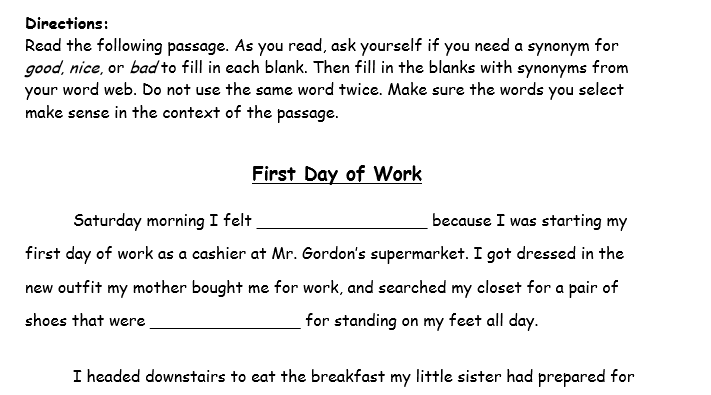 Directions:
Read the following passage. As you read, ask yourself if you need a synonym for
good, nice, or bad to fill in each blank. Then fill in the blanks with synonyms from
your word web. Do not use the same word twice. Make sure the words you select
make sense in the context of the passage.
First Day of Work
Saturday morning I felt __________________ because I was starting my
first day of work as a cashier at Mr. Gordon's supermarket. I got dressed in the
new outfit my mother bought me for work, and searched my closet for a pair of
shoes that were ________________ for standing on my feet all day.
I headed downstairs to eat the breakfast my little sister had prepared for